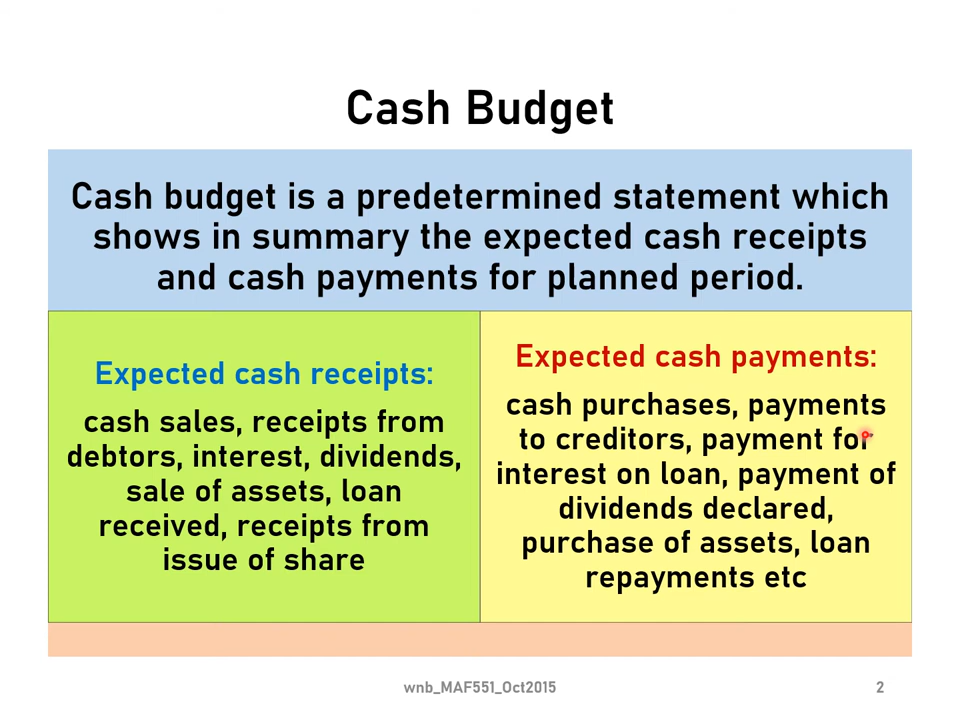 Cash Budget
Cash budget is a predetermined statement which
shows in summary the expected cash receipts
and cash payments for planned period.
Expected cash receipts:
cash sales, receipts from
debtors, interest, dividends,
sale of assets, loan
received, receipts from
issue of share
Expected cash payments:
cash purchases, payments
to creditors, payment for
interest on loan, payment of
dividends declared,
purchase of assets, loan
repayments etc
wnb_MAF551_Oct2015
2